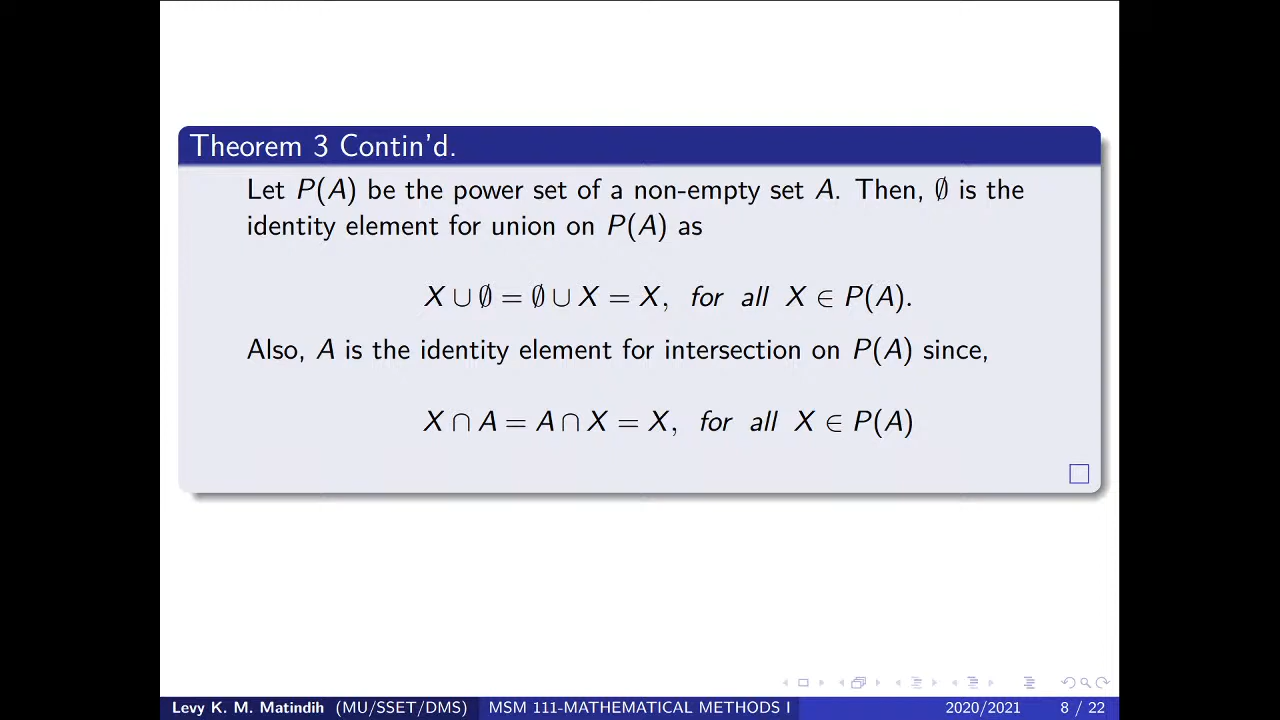 Theorem 3 Contin'd.
Let P(A) be the power set of a non-empty set A. Then, ∅ is the
identity element for union on P(A) as
X ∪ ∅ = ∅ ∪ X = X, for all X ∈ P(A).
Also, A is the identity element for intersection on P(A) since,
X ∩ A = A ∩ X = X, for all X ∈ P(A)
Levy K. M. Matindih (MU/SSET/DMS) MSM 111-MATHEMATICAL METHODS I 2020/2021 8 / 22